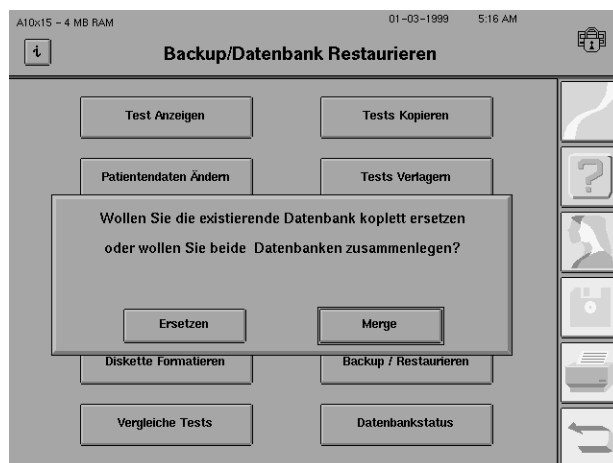 A10x15 - 4 MB RAM 01-03-1999 5:16 AM
i Backup/Datenbank Restaurieren
Test Anzeigen Tests Kopieren
Patientendaten Ändern Tests Verlagern
Wollen Sie die existierende Datenbank koplett ersetzen
oder wollen Sie beide Datenbanken zusammenlegen?
Ersetzen Merge
Diskette Formatieren Backup / Restaurieren
Vergleiche Tests Datenbankstatus